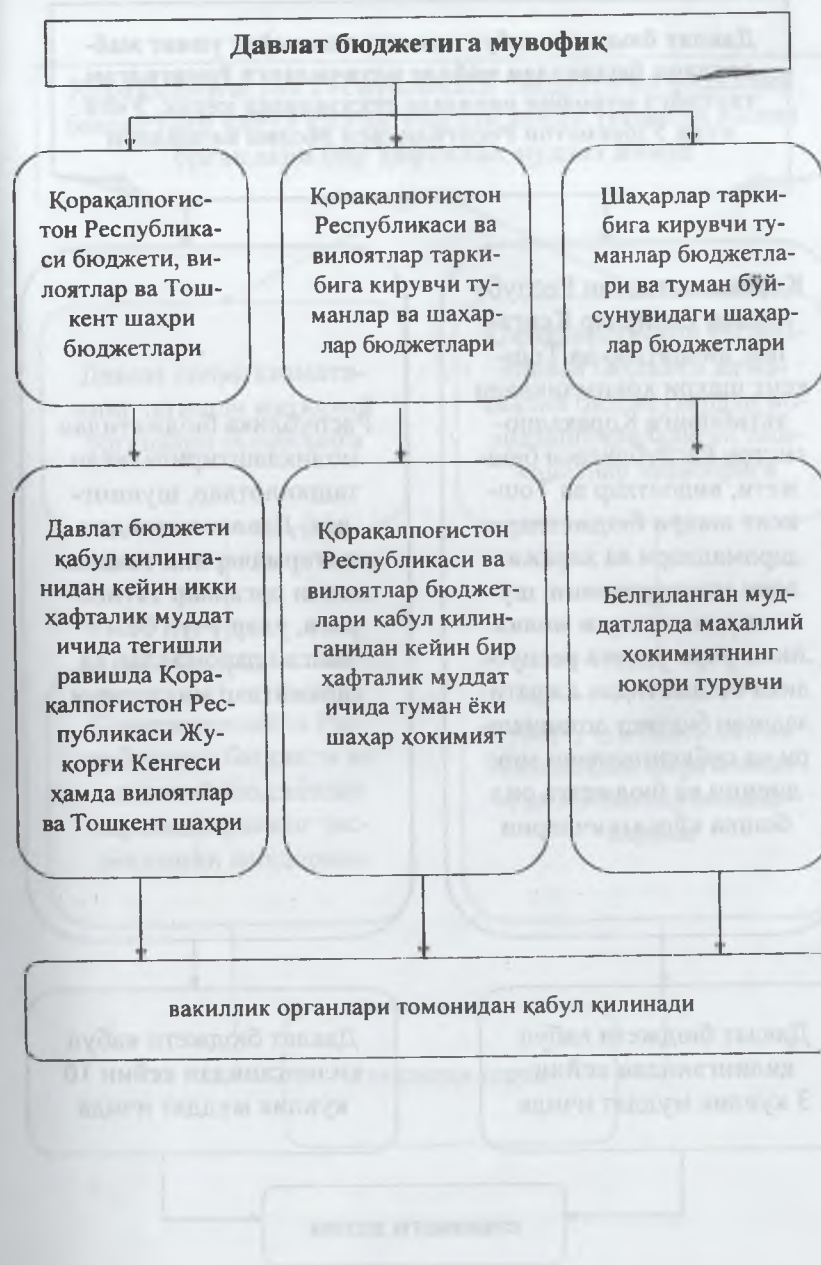 Давлат бюджетига мувофиқ
Қорақалпоғис-
тон Республика-
си бюджети, ви-
лоятлар ва Тош-
кент шаҳри
бюджетлари
Қорақалпоғистон
Республикаси ва
вилоятлар тарки-
бига кирувчи ту-
манлар ва шаҳар-
лар бюджетлари
Шаҳарлар тарки-
бига кирувчи ту-
манлар бюджетла-
ри ва туман бўй-
сунувидаги шаҳар-
лар бюджетлари
Давлат бюджети
қабул қилинга-
нидан кейин икки
ҳафталик муддат
ичида тегишли
равишда Қора-
қалпоғистон Рес-
публикаси Жу-
қорғи Кенгеси
ҳамда вилоятлар
ва Тошкент шаҳри
Қорақалпоғистон
Республикаси ва
вилоятлар бюджет-
лари қабул қилин-
ганидан кейин бир
ҳафталик муддат
ичида туман ёки
шаҳар ҳокимият
Белгиланган муд-
датларда маҳаллий
ҳокимиятнинг
юкори турувчи
вакиллик органлари томонидан қабул қилинади